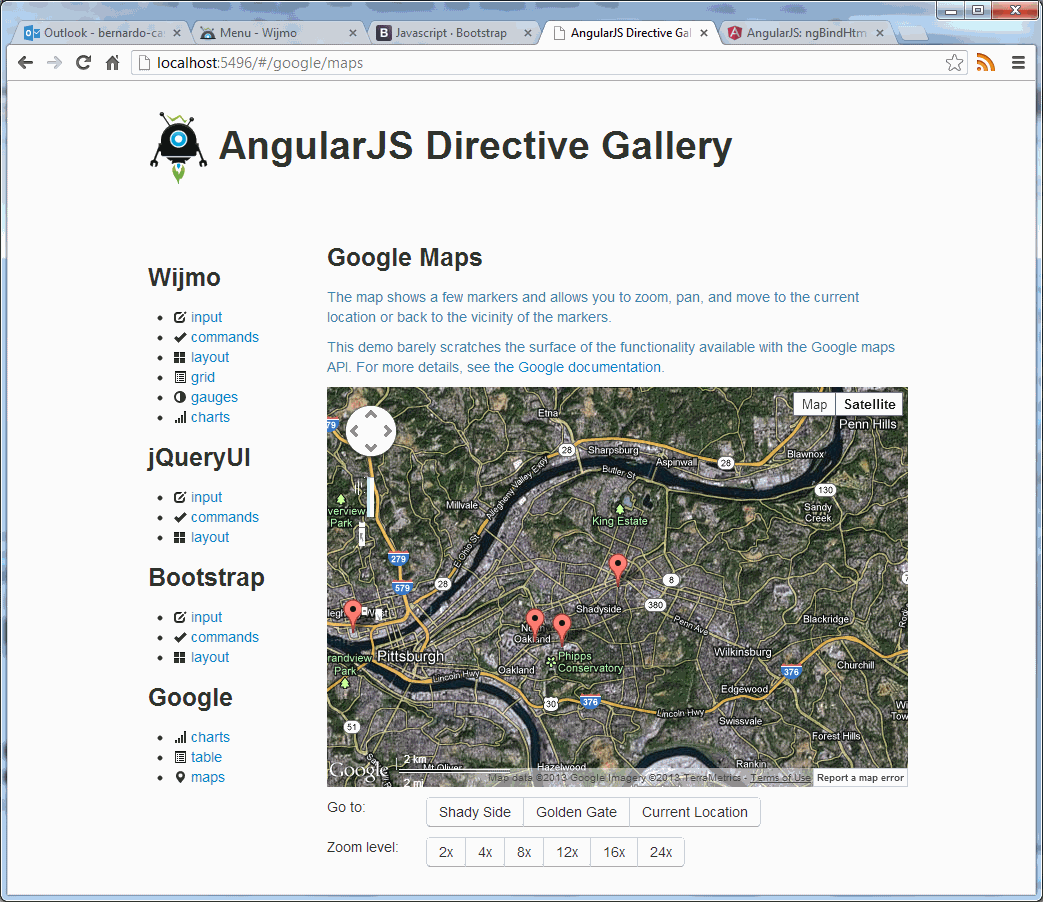 Outlook - bernardo-ca
Menu - Wijmo
Javascript · Bootstrap
AngularJS Directive Gal
AngularJS: ngBindHtm
localhost:5496/#/google/maps
AngularJS Directive Gallery
Wijmo
input
commands
layout
grid
gauges
charts
jQueryUI
input
commands
layout
Bootstrap
input
commands
layout
Google
charts
table
maps
Google Maps
The map shows a few markers and allows you to zoom, pan, and move to the current
location or back to the vicinity of the markers.
This demo barely scratches the surface of the functionality available with the Google maps
API. For more details, see the Google documentation.
Map
Satellite
Penn Hills
Etna
79
28
Sharpsburg
Aspinwall
28
Blawnox
Butler St
Allegheny Valley Expy
130
Sandy
Creek
Millvale
erview
Park
King Estate
E Ohio St
279
579
28
8
380
Shadyside
Penn Ave
Blackridge
West
Oakland
Pittsburgh
Oakland
Phipps
Conservatory
Wilkinsburg
Churchill
376
randview
Park
Lincoln Hwy
Edgewood
30
376
Lincoln Hwy
Swissvale
51
Forest Hills
Rankin
Hazelwood
Mt Oliver
2 km
2 m
Google
Map data ©2013 Google Imagery ©2013 TerraMetrics - Terms of Use
Report a map error
Go to:
Shady Side
Golden Gate
Current Location
Zoom level:
2x
4x
8x
12x
16x
24x